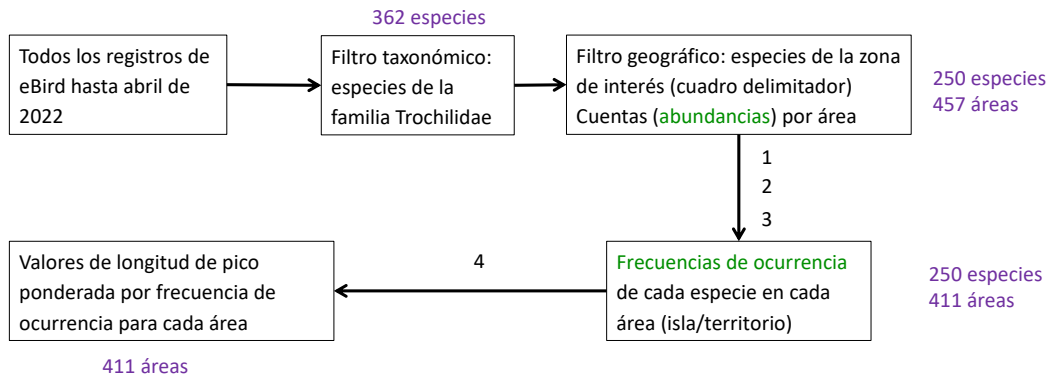 362 especies
Todos los registros de
eBird hasta abril de
2022
Filtro taxonómico:
especies de la
familia Trochilidae
Filtro geográfico: especies de la zona
de interés (cuadro delimitador)
Cuentas (abundancias) por área
250 especies
457 áreas
1
2
3
Frecuencias de ocurrencia
de cada especie en cada
área (isla/territorio)
250 especies
411 áreas
4
Valores de longitud de pico
ponderada por frecuencia de
ocurrencia para cada área
411 áreas